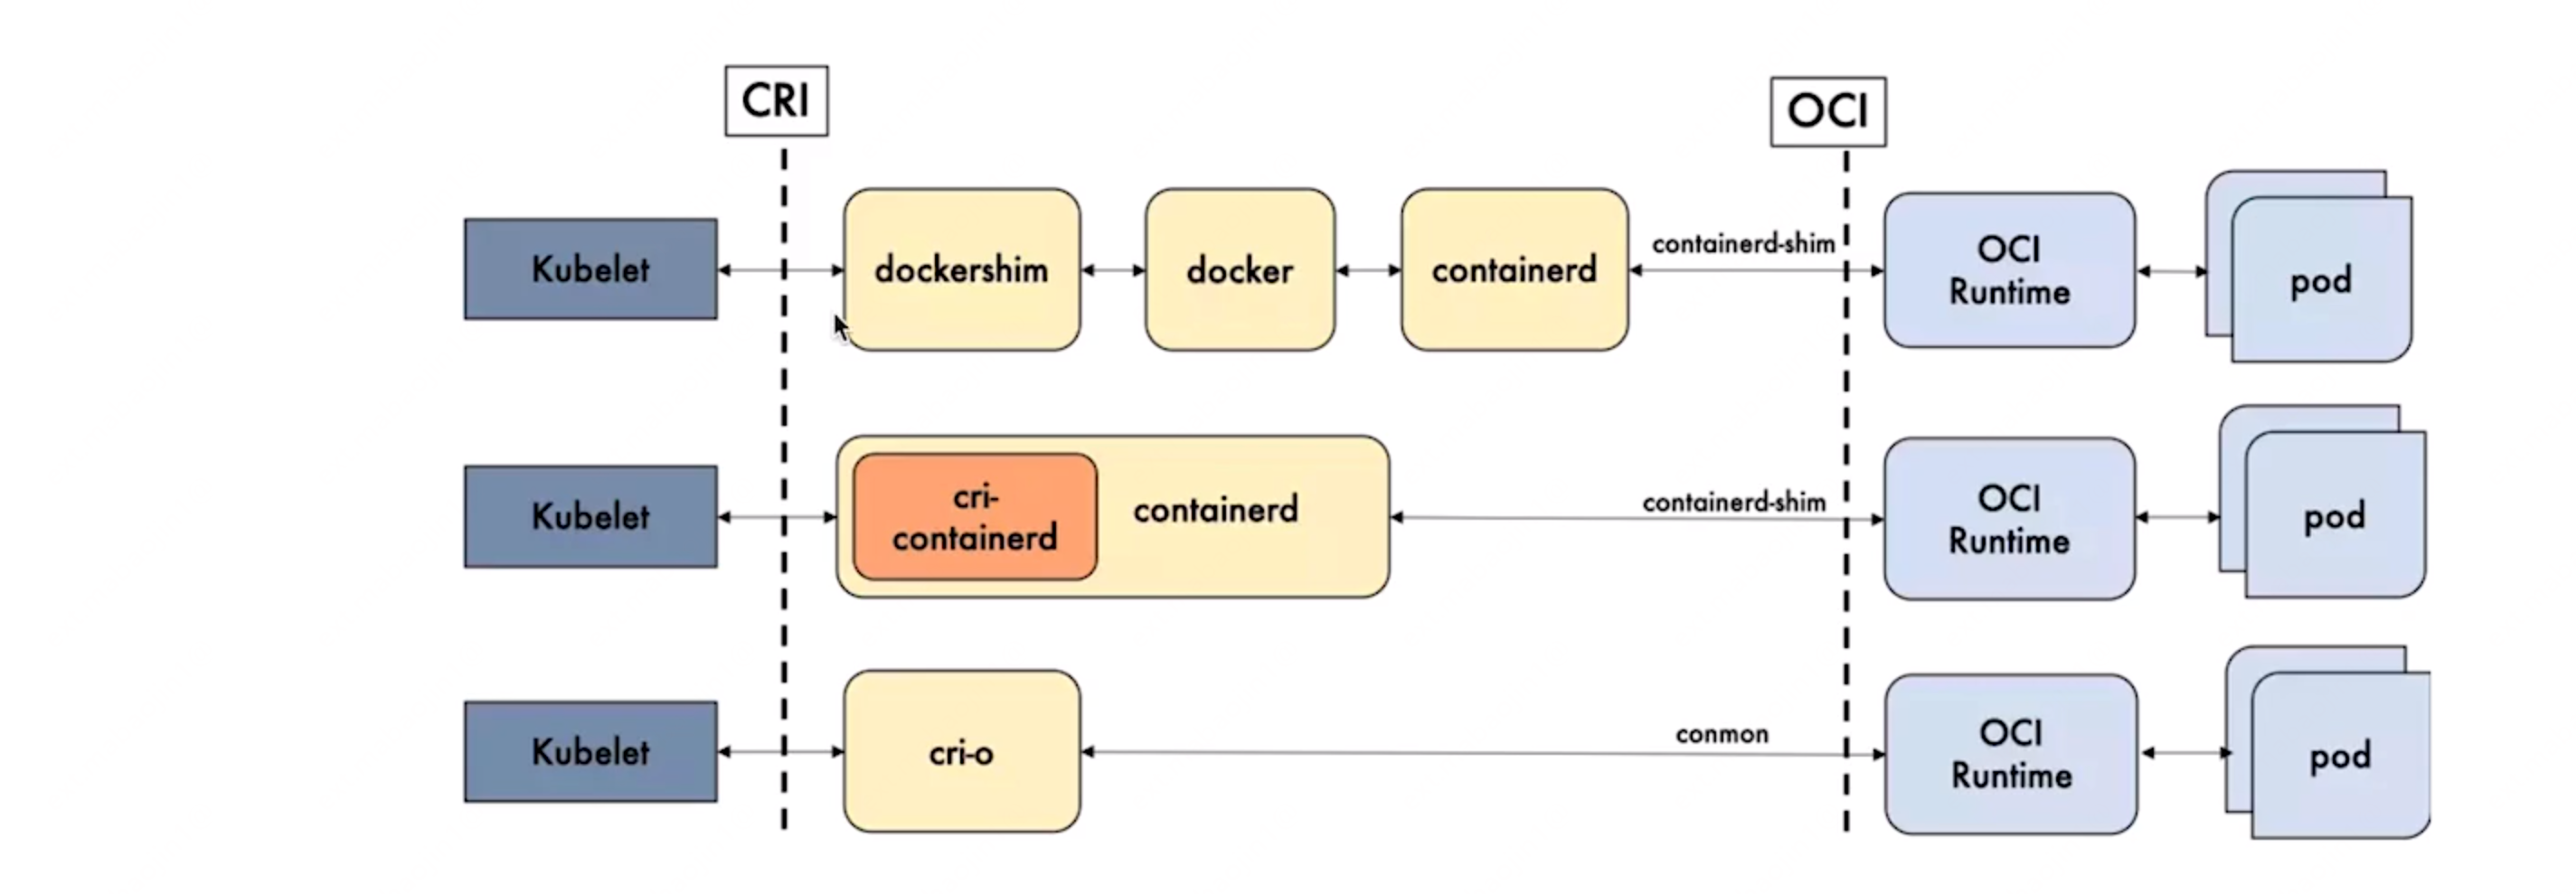 CRI
OCI
Kubelet
dockershim
docker
containerd
containerd-shim
OCI
Runtime
pod
Kubelet
cri-
containerd
containerd
containerd-shim
OCI
Runtime
pod
Kubelet
cri-o
conmon
OCI
Runtime
pod